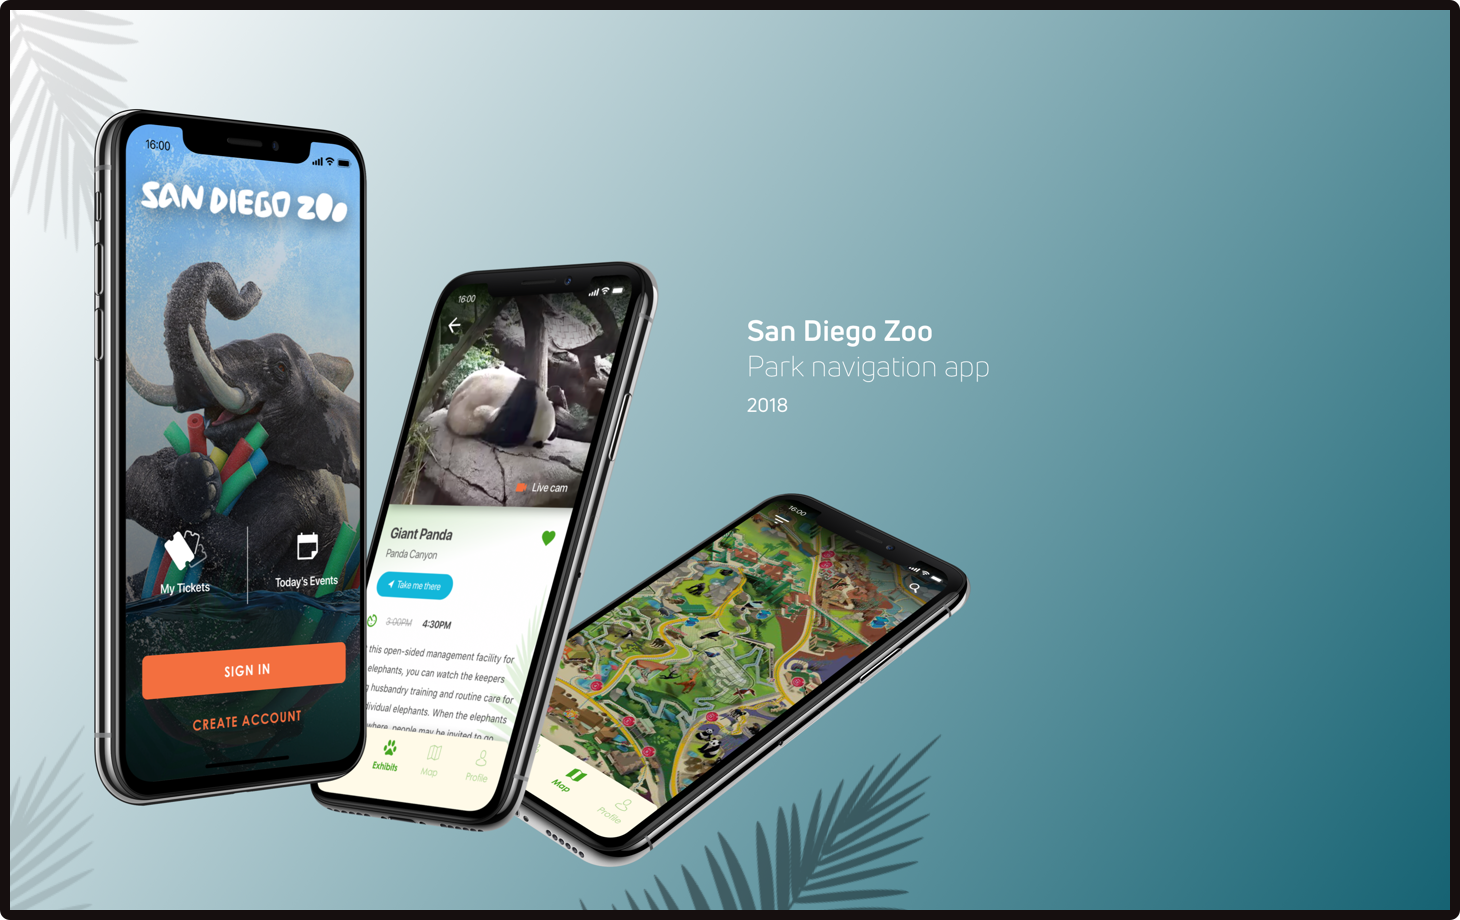 16:00
SAN DIEGO ZOO
My Tickets
Today's Events
SIGN IN
CREATE ACCOUNT
16:00
Live cam
Giant Panda
Panda Canyon
Take me there
3:00PM 4:30PM
this open-sided management facility for
elephants, you can watch the keepers
husbandry training and routine care for
elephants. When the elephants
where, people may be invited to go
Exhibits
Map
Profile
San Diego Zoo
Park navigation app
2018
16:00
Map
Profile